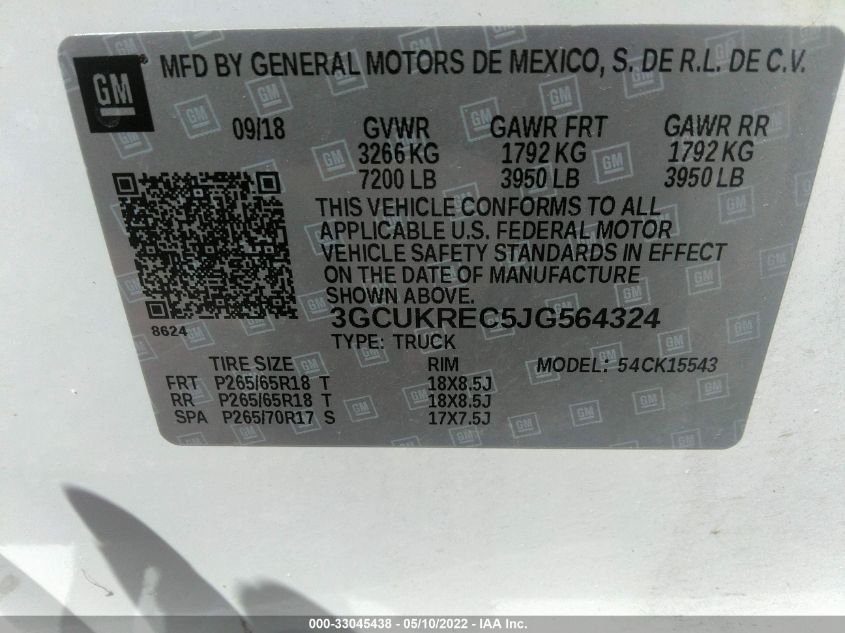 GM
MFD BY GENERAL MOTORS DE MEXICO, S. DE R.L. DE C.V.
09/18 GVWR GAWR FRT GAWR RR
3266 KG 1792 KG 1792 KG
7200 LB 3950 LB 3950 LB
THIS VEHICLE CONFORMS TO ALL
APPLICABLE U.S. FEDERAL MOTOR
VEHICLE SAFETY STANDARDS IN EFFECT
ON THE DATE OF MANUFACTURE
SHOWN ABOVE.
8624
3GCUKREC5JG564324
TYPE: TRUCK
TIRE SIZE RIM MODEL: 54CK15543
FRT P265/65R18 T 18X8.5J
RR P265/65R18 T 18X8.5J
SPA P265/70R17 S 17X7.5J
000-33045438 - 05/10/2022 - IAA Inc.